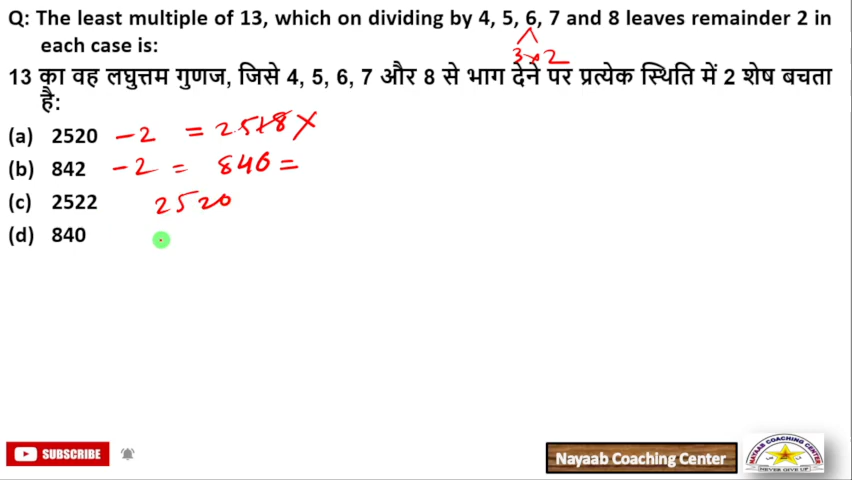 Q: The least multiple of 13, which on dividing by 4, 5, 6, 7 and 8 leaves remainder 2 in
each case is:
3×2
13 का वह लघुत्तम गुणज, जिसे 4, 5, 6, 7 और 8 से भाग देने पर प्रत्येक स्थिति में 2 शेष बचता
है:
(a) 2520 -2 = 2518 X
(b) 842 -2 = 840 =
(c) 2522 2520
(d) 840
SUBSCRIBE
Nayaab Coaching Center
NAYAAB COACHING CENTER
NEVER GIVE UP